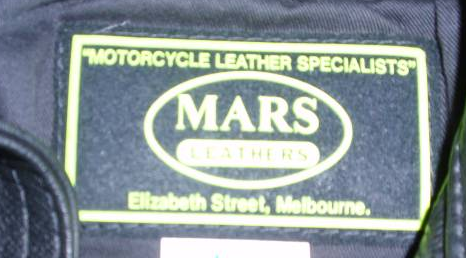 "MOTORCYCLE LEATHER SPECIALISTS"
MARS
LEATHERS
Elizabeth Street, Melbourne.